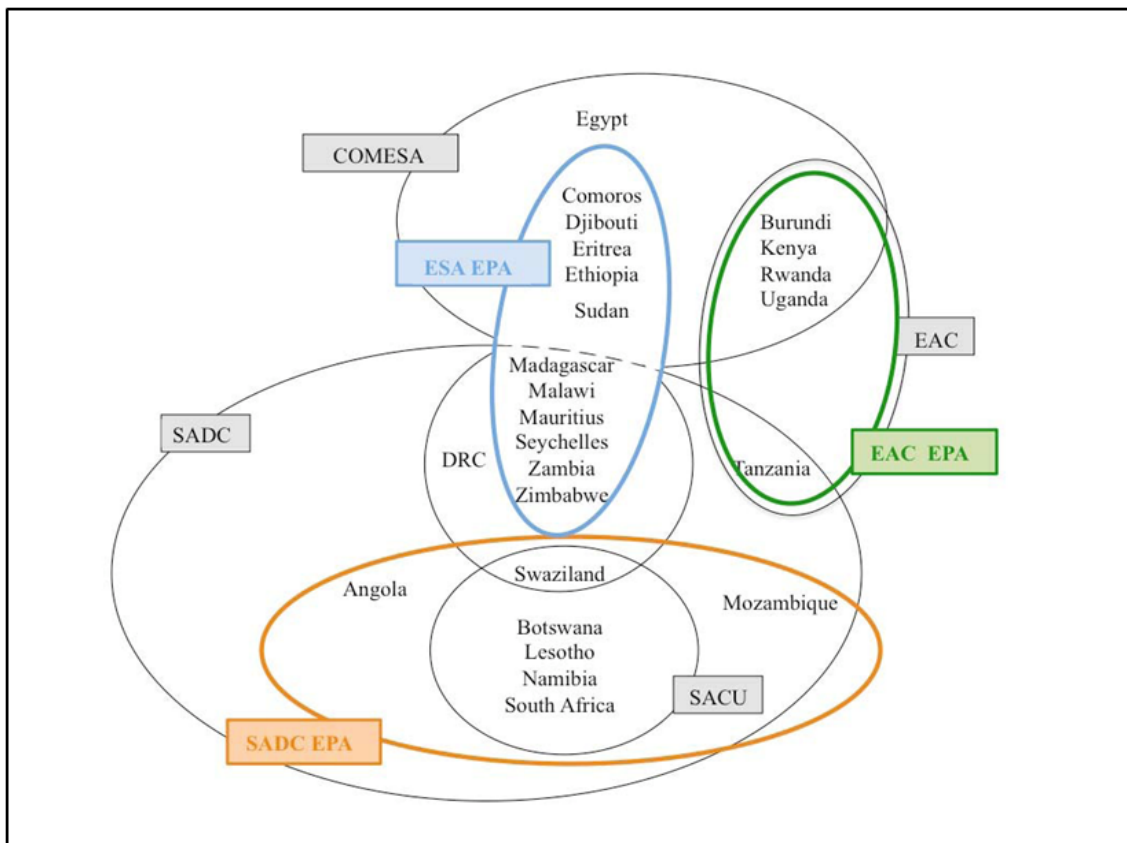 Egypt
COMESA
Comoros
Djibouti
Eritrea
Ethiopia
Sudan
ESA EPA
Burundi
Kenya
Rwanda
Uganda
EAC
Madagascar
Malawi
Mauritius
Seychelles
Zambia
Zimbabwe
SADC
DRC
Tanzania
EAC EPA
Swaziland
Angola
Mozambique
Botswana
Lesotho
Namibia
South Africa
SACU
SADC EPA